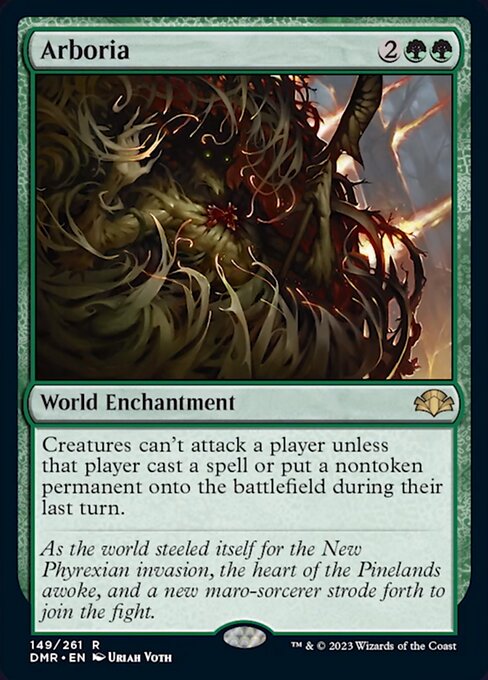 Arboria 2
World Enchantment
Creatures can't attack a player unless
that player cast a spell or put a nontoken
permanent onto the battlefield during their
last turn.
As the world steeled itself for the New
Phyrexian invasion, the heart of the Pinelands
awoke, and a new maro-sorcerer strode forth to
join the fight.
149/261 R
DMR • EN Uriah Voth
™ & © 2023 Wizards of the Coast